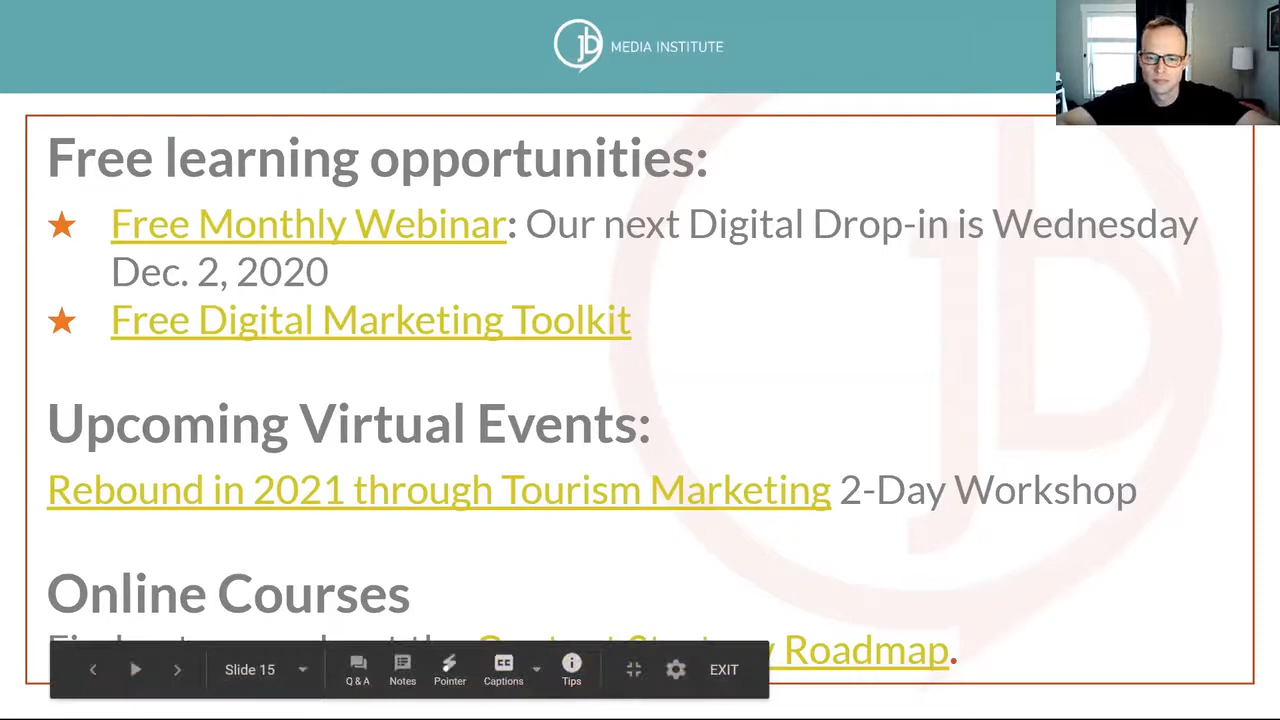 jb MEDIA INSTITUTE
Free learning opportunities:
★ Free Monthly Webinar: Our next Digital Drop-in is Wednesday
Dec. 2, 2020
★ Free Digital Marketing Toolkit
Upcoming Virtual Events:
Rebound in 2021 through Tourism Marketing 2-Day Workshop
Online Courses
Roadmap.
Slide 15
Q & A
Notes
Pointer
CC
Captions
Tips
EXIT